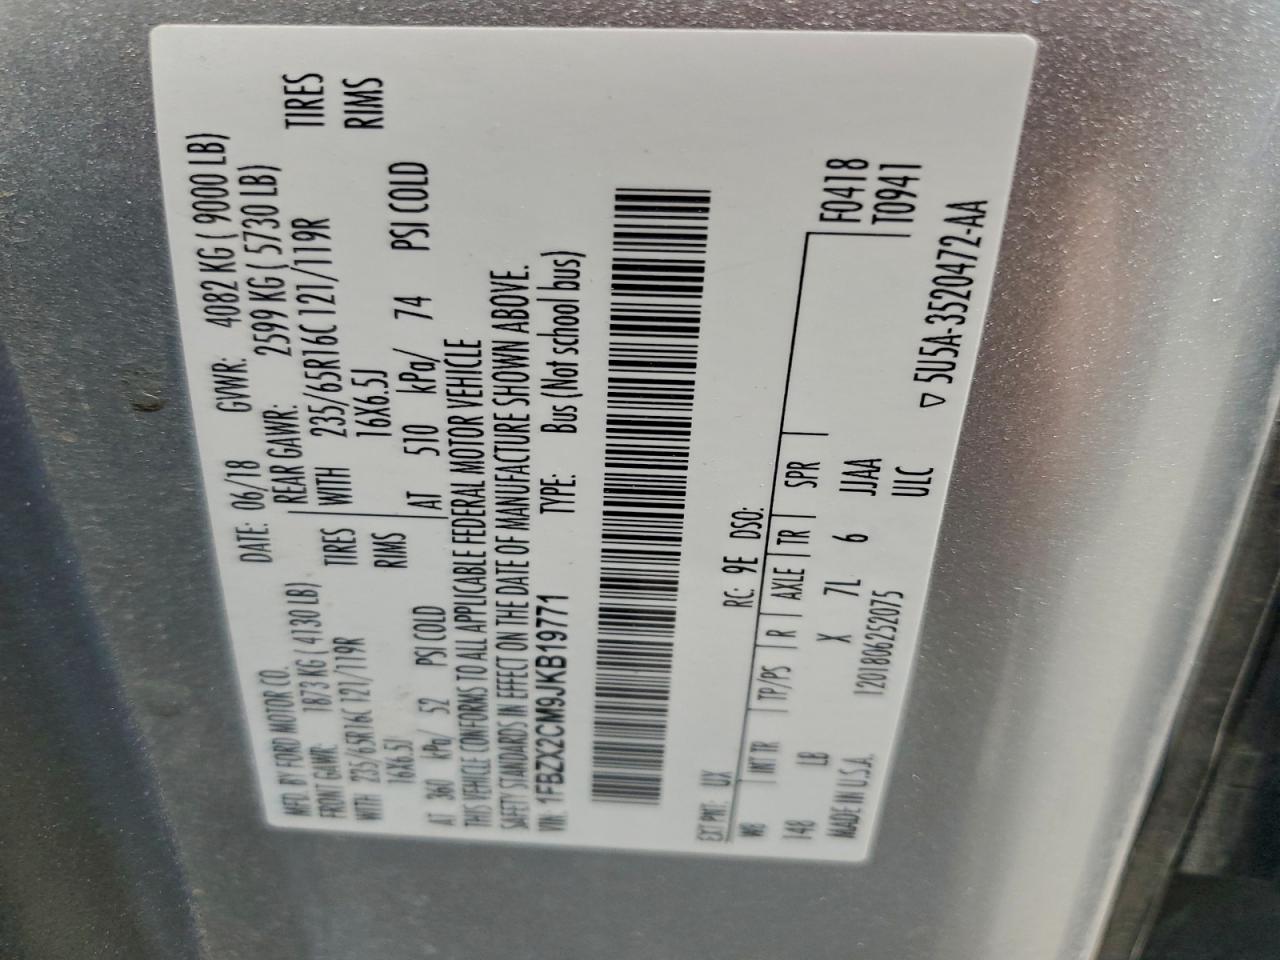 MFD. BY FORD MOTOR CO.
DATE: 06/18 GVWR: 4082 KG ( 9000 LB)
FRONT GAWR: 1873 KG ( 4130 LB) REAR GAWR: 2599 KG ( 5730 LB)
WITH 235/65R16C 121/119R TIRES WITH 235/65R16C 121/119R TIRES
16X6.5J RIMS 16X6.5J RIMS
AT 360 kPa/ 52 PSI COLD AT 510 kPa/ 74 PSI COLD
THIS VEHICLE CONFORMS TO ALL APPLICABLE FEDERAL MOTOR VEHICLE
SAFETY STANDARDS IN EFFECT ON THE DATE OF MANUFACTURE SHOWN ABOVE.
VIN: 1FBZX2CM9JKB19771 TYPE: Bus (Not school bus)
EXT PNT: UX RC: 9E DSO:
WB INT TR TP/PS R AXLE TR SPR F0418
148 LB X 7L 6 JJAA T0941
MADE IN U.S.A. 120180625207​5 ULC
▽ 5U5A-3520472-AA